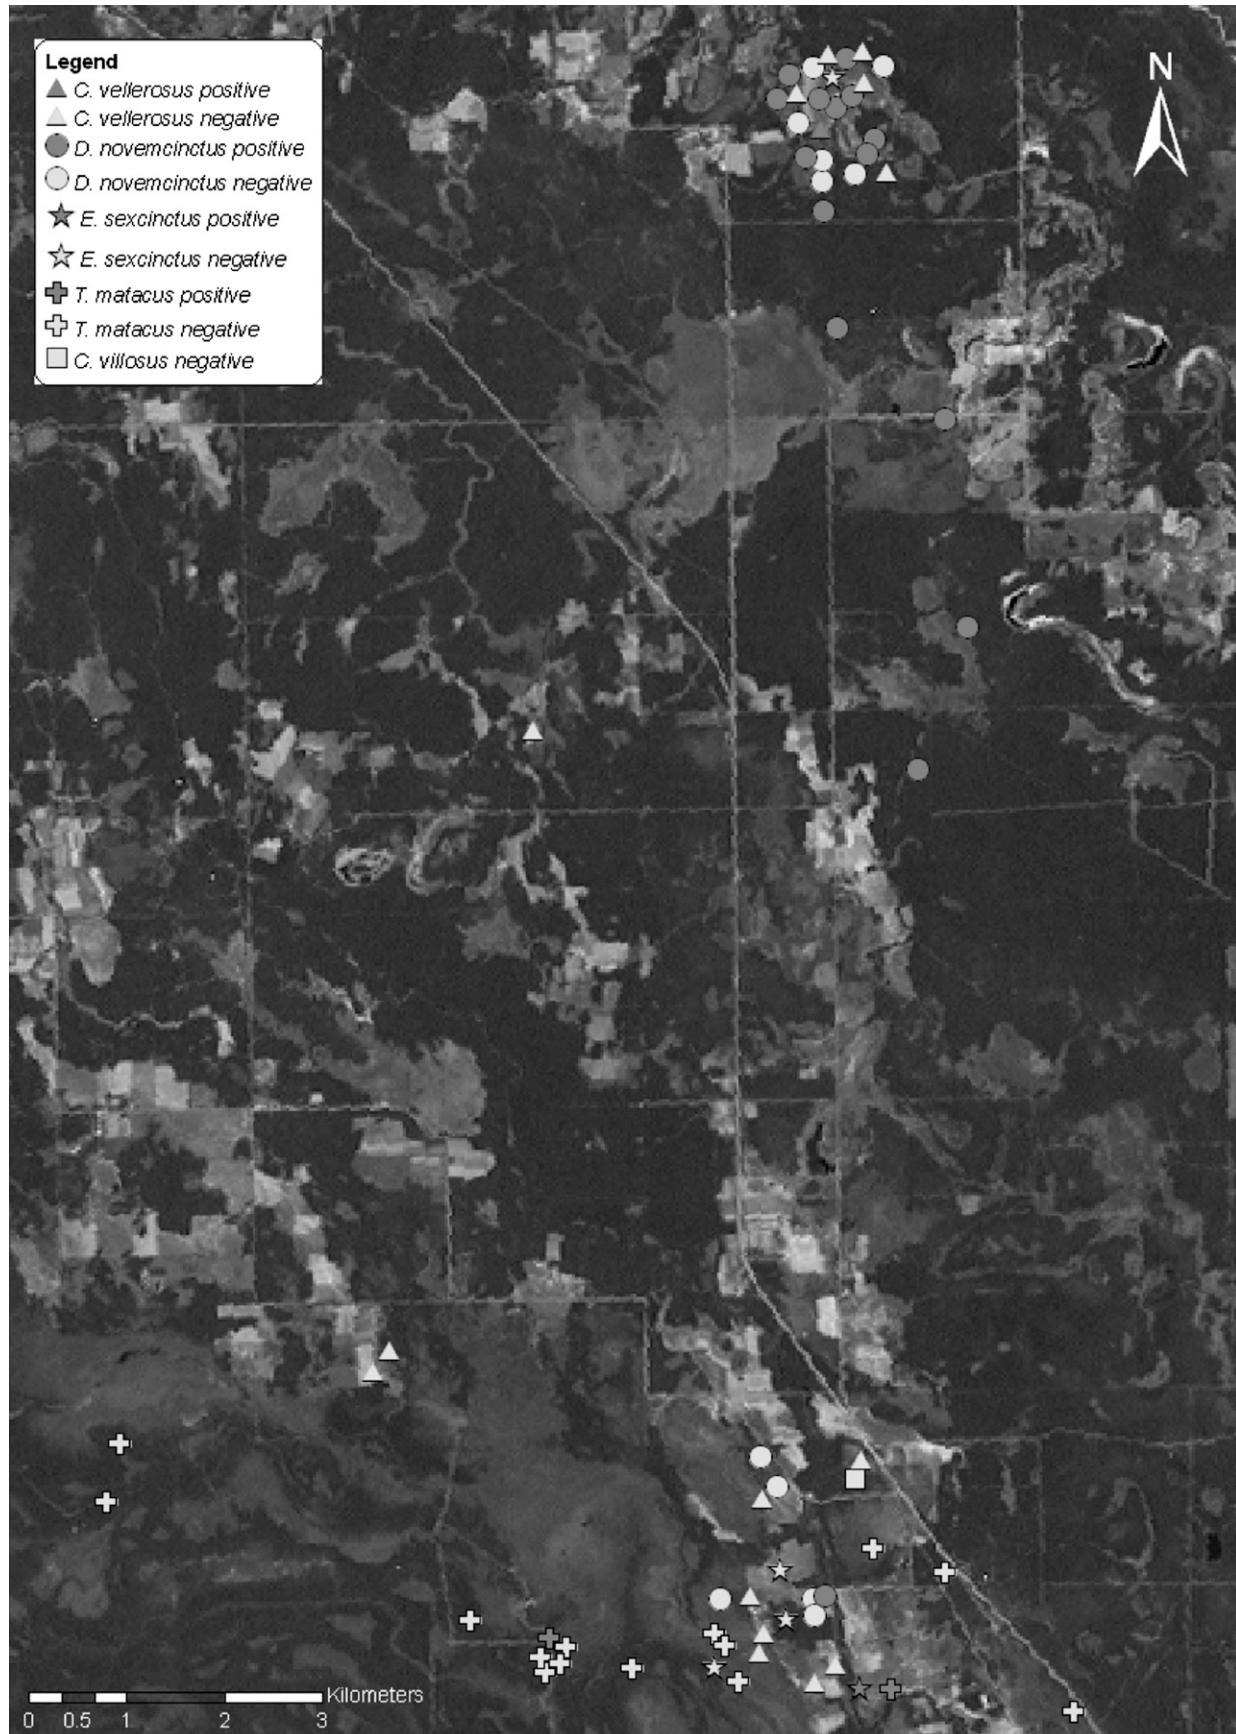 Legend
C. vellerosus positive
C. vellerosus negative
D. novemcinctus positive
D. novemcinctus negative
E. sexcinctus positive
E. sexcinctus negative
T. matacus positive
T. matacus negative
C. villosus negative
N
Kilometers
0 0.5 1 2 3